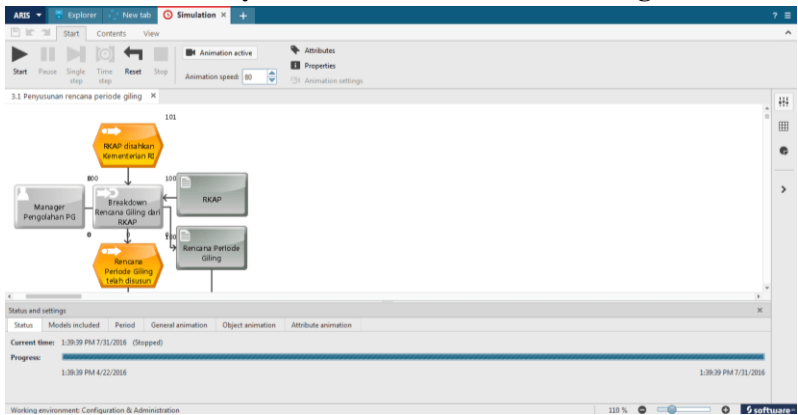 ARIS Explorer New tab Simulation × + ? ≡
Start Contents View
Start Pause Single step Time step Reset Stop
Animation active
Animation speed: 80
Attributes
Properties
Animation settings
3.1 Penyusunan rencana periode giling ×
101
RKAP disahkan
Kementerian RI
100
Manager
Pengolahan PG
Breakdown
Rencana Giling dari
RKAP
RKAP
0
Rencana Periode
Giling
Rencana
Periode Giling
telah disusun
Status and settings ×
Status Models included Period General animation Object animation Attribute animation
Current time: 1:39:39 PM 7/31/2016 (Stopped)
Progress:
1:39:39 PM 4/22/2016 1:39:39 PM 7/31/2016
Working environment: Configuration & Administration 110 % software